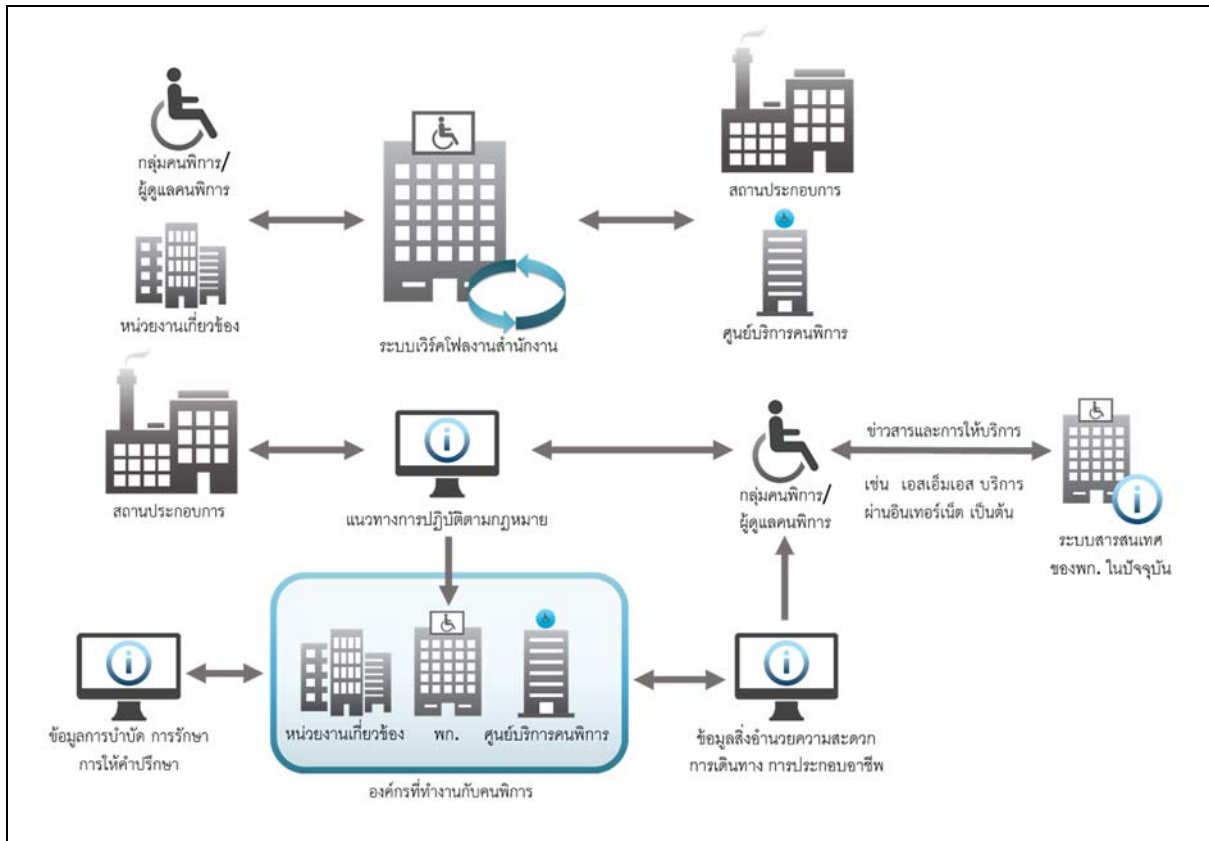 กลุ่มคนพิการ/
ผู้ดูแลคนพิการ
สถานประกอบการ
หน่วยงานเกี่ยวข้อง
ระบบเวิร์คโฟลงานสำนักงาน
ศูนย์บริการคนพิการ
สถานประกอบการ
แนวทางการปฏิบัติตามกฎหมาย
กลุ่มคนพิการ/
ผู้ดูแลคนพิการ
ข่าวสารและการให้บริการ
เช่น เอสเอ็มเอส บริการ
ผ่านอินเทอร์เน็ต เป็นต้น
ระบบสารสนเทศ
ของพก. ในปัจจุบัน
ข้อมูลการบำบัด การรักษา
การให้คำปรึกษา
หน่วยงานเกี่ยวข้อง
พก.
ศูนย์บริการคนพิการ
องค์กรที่ทำงานกับคนพิการ
ข้อมูลสิ่งอำนวยความสะดวก
การเดินทาง การประกอบอาชีพ